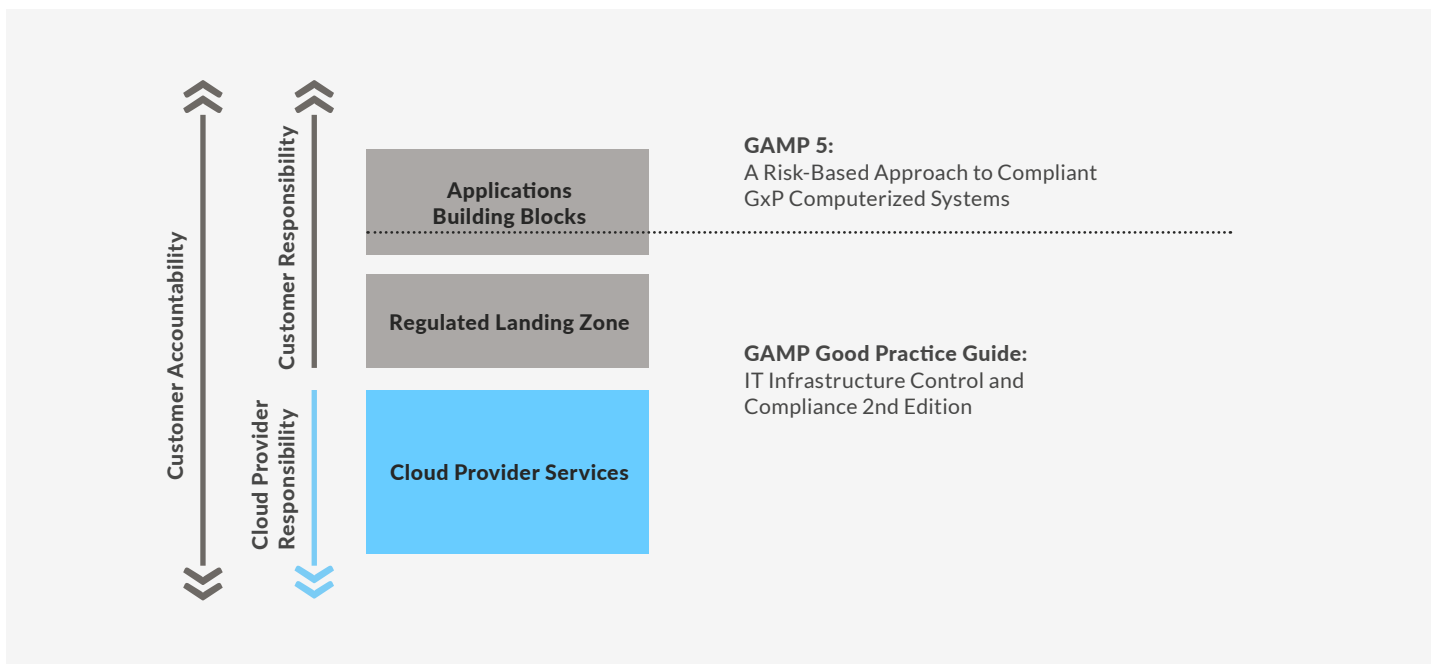 Customer Accountability
Customer Responsibility
Cloud Provider
Responsibility
Applications
Building Blocks
Regulated Landing Zone
Cloud Provider Services
GAMP 5:
A Risk-Based Approach to Compliant
GxP Computerized Systems
GAMP Good Practice Guide:
IT Infrastructure Control and
Compliance 2nd Edition